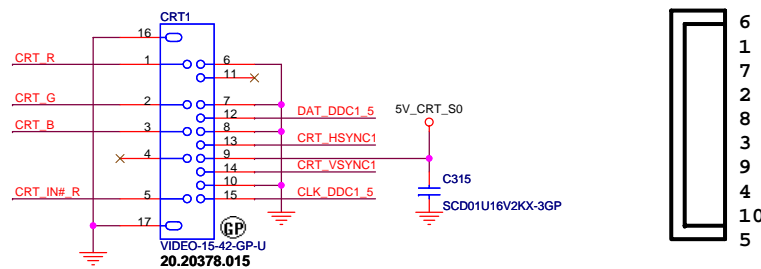 CRT1
16
CRT_R 1 6
11
CRT_G 2 7
12 DAT_DDC1_5 5V_CRT_S0
CRT_B 3 8
13 CRT_HSYNC1
4 9
14 CRT_VSYNC1
10
CRT_IN#_R 5 15 CLK_DDC1_5
C315
SCD01U16V2KX-3GP
17
GP
VIDEO-15-42-GP-U
20.20378.015
6
1
7
2
8
3
9
4
10
5